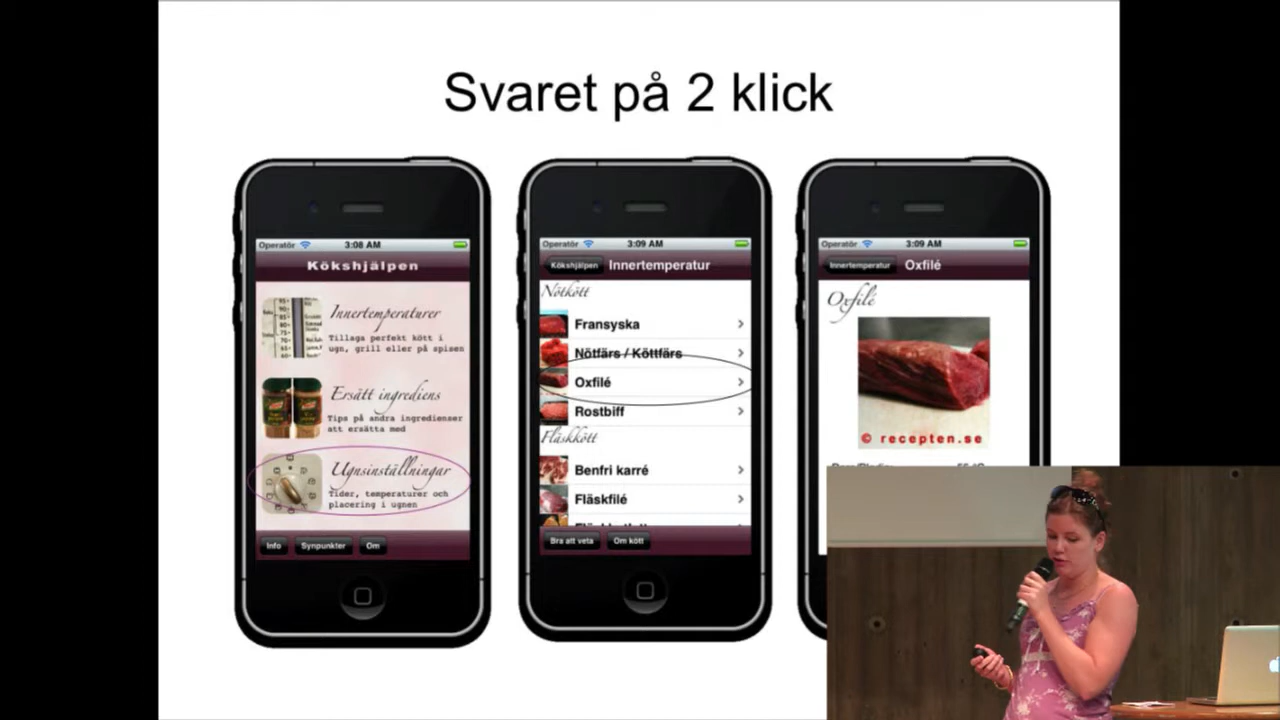 Svaret på 2 klick
Operatör 3:08 AM
Kökshjälpen
Innertemperaturer
Tillaga perfekt kött i
ugn, grill eller på spisen
Ersätt ingrediens
Tips på andra ingredienser
att ersätta med
Ugnsinställningar
Tider, temperaturer och
placering i ugnen
Info Synpunkter Om
Operatör 3:09 AM
Kökshjälpen Innertemperatur
Nötkött
Fransyska
Nötfärs / Köttfärs
Oxfilé
Rostbiff
Fläskkött
Benfri karré
Fläskfilé
Bra att veta Om kött
Operatör 3:09 AM
Innertemperatur Oxfilé
Oxfilé
© recepten.se